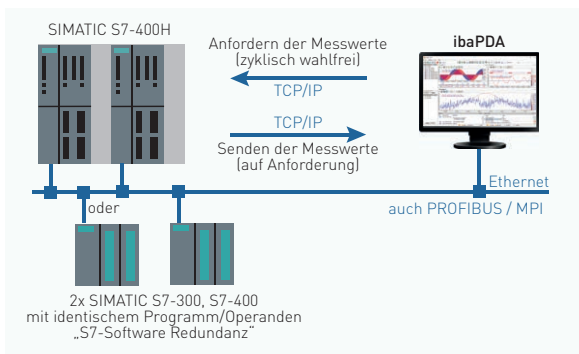 SIMATIC S7-400H
Anfordern der Messwerte
(zyklisch wahlfrei)
TCP/IP
TCP/IP
Senden der Messwerte
(auf Anforderung)
ibaPDA
Ethernet
auch PROFIBUS / MPI
oder
2x SIMATIC S7-300, S7-400
mit identischem Programm/Operanden
„S7-Software Redundanz“